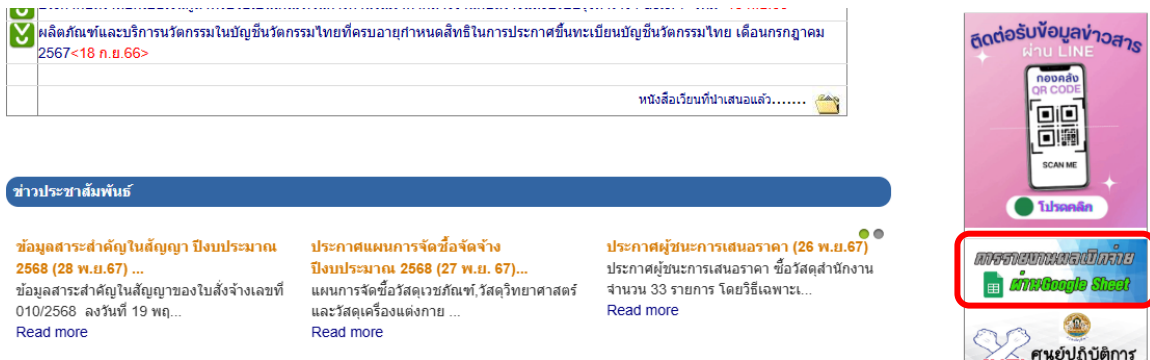 ผลิตภัณฑ์และบริการนวัตกรรมในบัญชีนวัตกรรมไทยที่ครบอายุกำหนดสิทธิในการประกาศขึ้นทะเบียนบัญชีนวัตกรรมไทย เดือนกรกฎาคม
2567<18 ก.ย.66>
หนังสือเวียนที่นำเสนอแล้ว.......
ข่าวประชาสัมพันธ์
ข้อมูลสาระสำคัญในสัญญา ปีงบประมาณ
2568 (28 พ.ย.67) ...
ข้อมูลสาระสำคัญในสัญญาของใบสั่งจ้างเลขที่
010/2568 ลงวันที่ 19 พฤ...
Read more
ประกาศแผนการจัดซื้อจัดจ้าง
ปีงบประมาณ 2568 (27 พ.ย. 67)...
แผนการจัดซื้อวัสดุเวชภัณฑ์,วัสดุวิทยาศาสตร์
และวัสดุเครื่องแต่งกาย ...
Read more
ประกาศผู้ชนะการเสนอราคา (26 พ.ย.67)
ประกาศผู้ชนะการเสนอราคา ซื้อวัสดุสำนักงาน
จำนวน 33 รายการ โดยวิธีเฉพาะเ...
Read more
ติดต่อรับข้อมูลข่าวสาร
ผ่าน LINE
กองคลัง
QR CODE
SCAN ME
โปรดคลิก
การรายงานผลเบิกจ่าย
ผ่านGoogle Sheet
ศูนย์ปฏิบัติการ